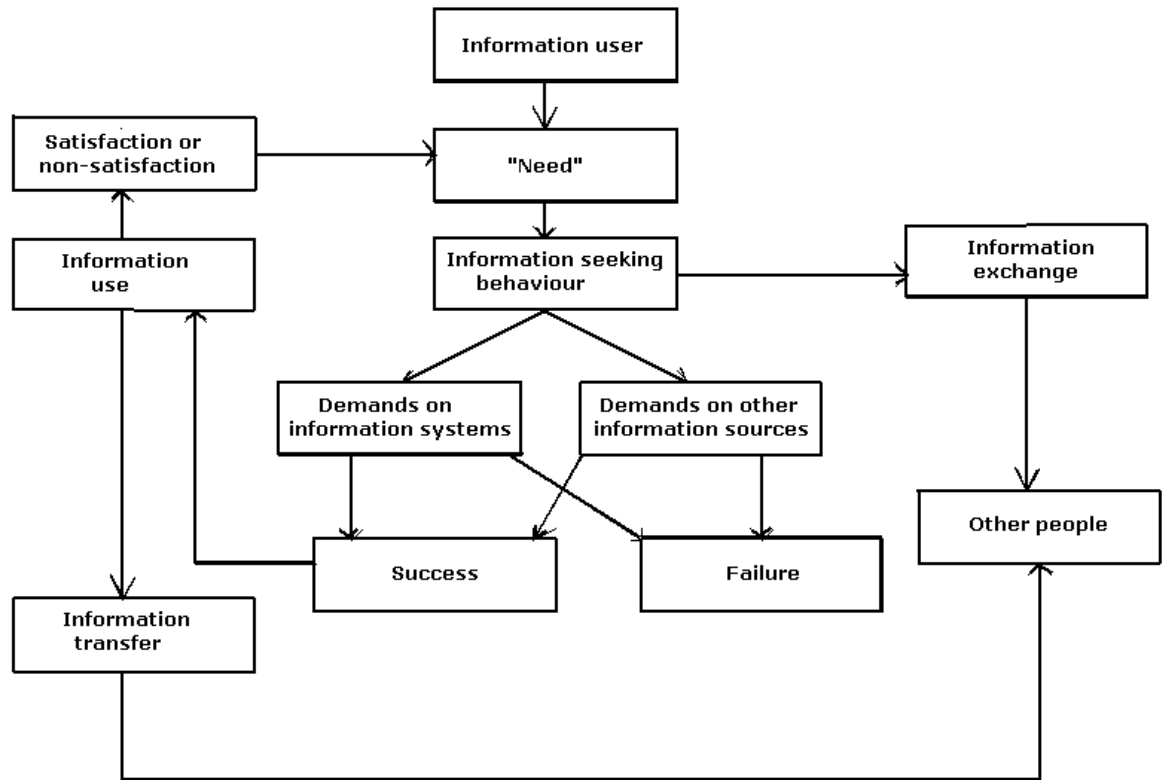 Information user
Satisfaction or
non-satisfaction
"Need"
Information
use
Information seeking
behaviour
Information
exchange
Demands on
information systems
Demands on other
information sources
Other people
Success
Failure
Information
transfer